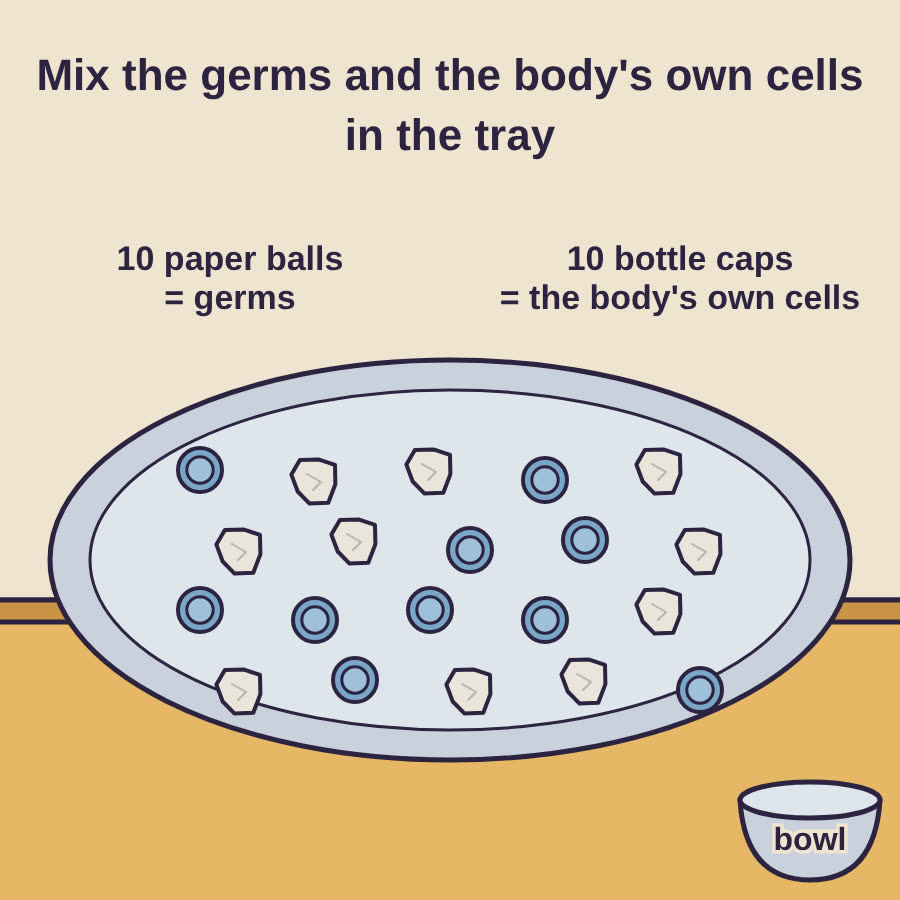 Mix the germs and the body's own cells
in the tray
10 paper balls
= germs
10 bottle caps
= the body's own cells
bowl